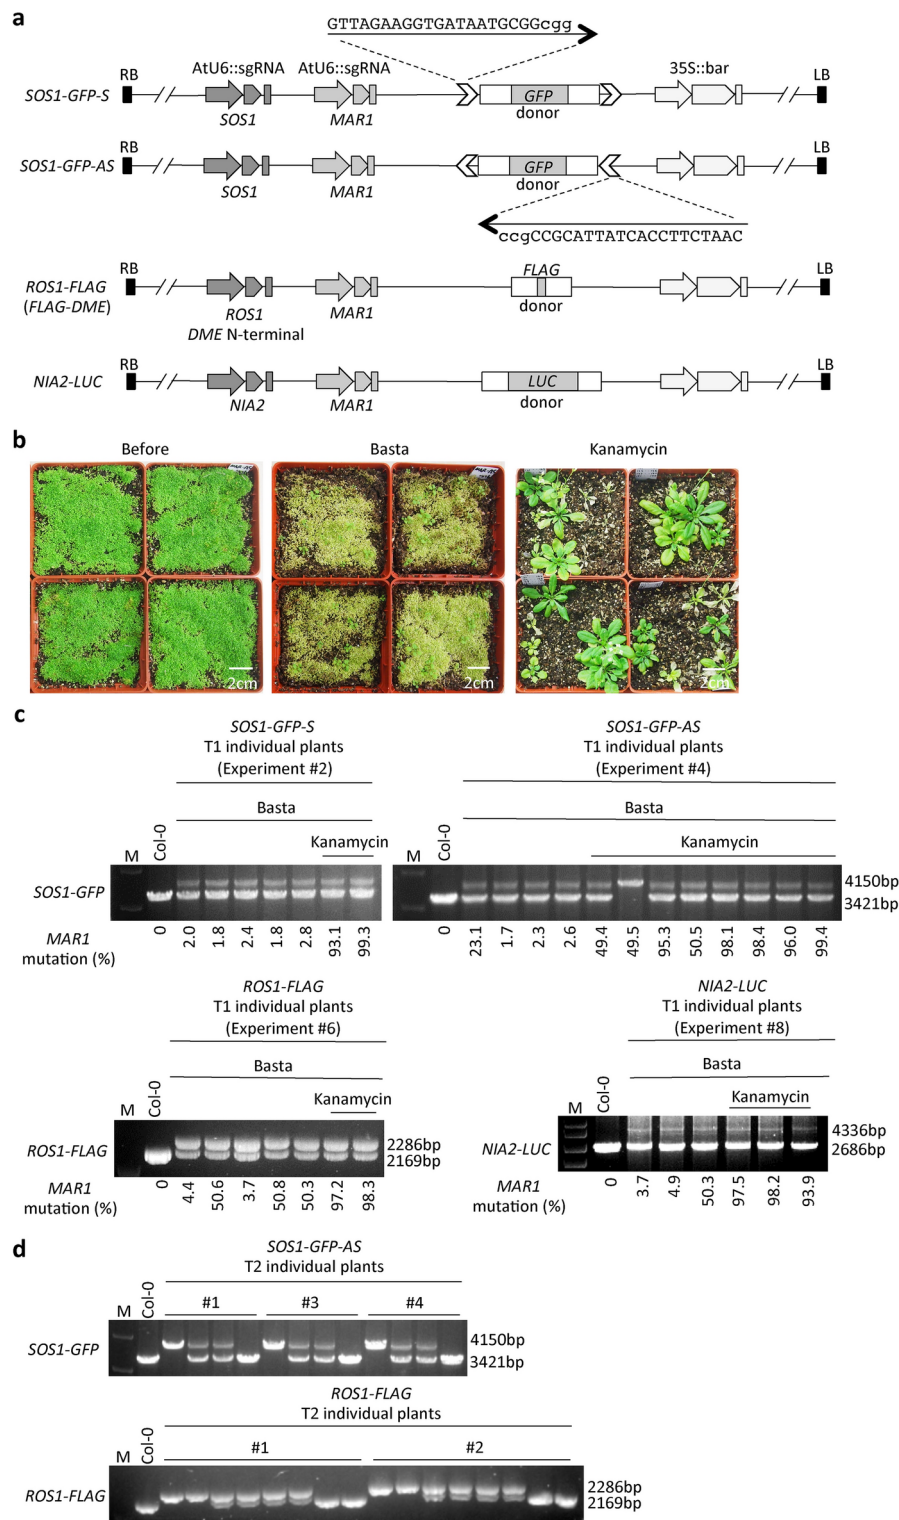 a
GTTAGAAGGTGATAATGCGGcgg
RB AtU6::sgRNA AtU6::sgRNA 35S::bar LB
SOS1-GFP-S GFP
SOS1 MAR1 donor
RB LB
SOS1-GFP-AS GFP
SOS1 MAR1 donor
ccgCCGCATTATCACCTTCTAAC
RB FLAG LB
ROS1-FLAG
(FLAG-DME) ROS1 MAR1 donor
DME N-terminal
RB LB
NIA2-LUC LUC
NIA2 MAR1 donor
b
Before Basta Kanamycin
2cm 2cm 2cm
c
SOS1-GFP-S
T1 individual plants
(Experiment #2)
Basta
Kanamycin
M Col-0
SOS1-GFP
MAR1
mutation (%)
0 2.0 1.8 2.4 1.8 2.8 93.1 99.3
SOS1-GFP-AS
T1 individual plants
(Experiment #4)
Basta
Kanamycin
M Col-0
4150bp
3421bp
0 23.1 1.7 2.3 2.6 49.4 49.5 95.3 50.5 98.1 98.4 96.0 99.4
ROS1-FLAG
T1 individual plants
(Experiment #6)
Basta
Kanamycin
M Col-0
ROS1-FLAG
2286bp
2169bp
MAR1
mutation (%)
0 4.4 50.6 3.7 50.8 50.3 97.2 98.3
NIA2-LUC
T1 individual plants
(Experiment #8)
Basta
Kanamycin
M Col-0
NIA2-LUC
4336bp
2686bp
MAR1
mutation (%)
0 3.7 4.9 50.3 97.5 98.2 93.9
d
SOS1-GFP-AS
T2 individual plants
M Col-0 #1 #3 #4
SOS1-GFP
4150bp
3421bp
ROS1-FLAG
T2 individual plants
M Col-0 #1 #2
ROS1-FLAG
2286bp
2169bp